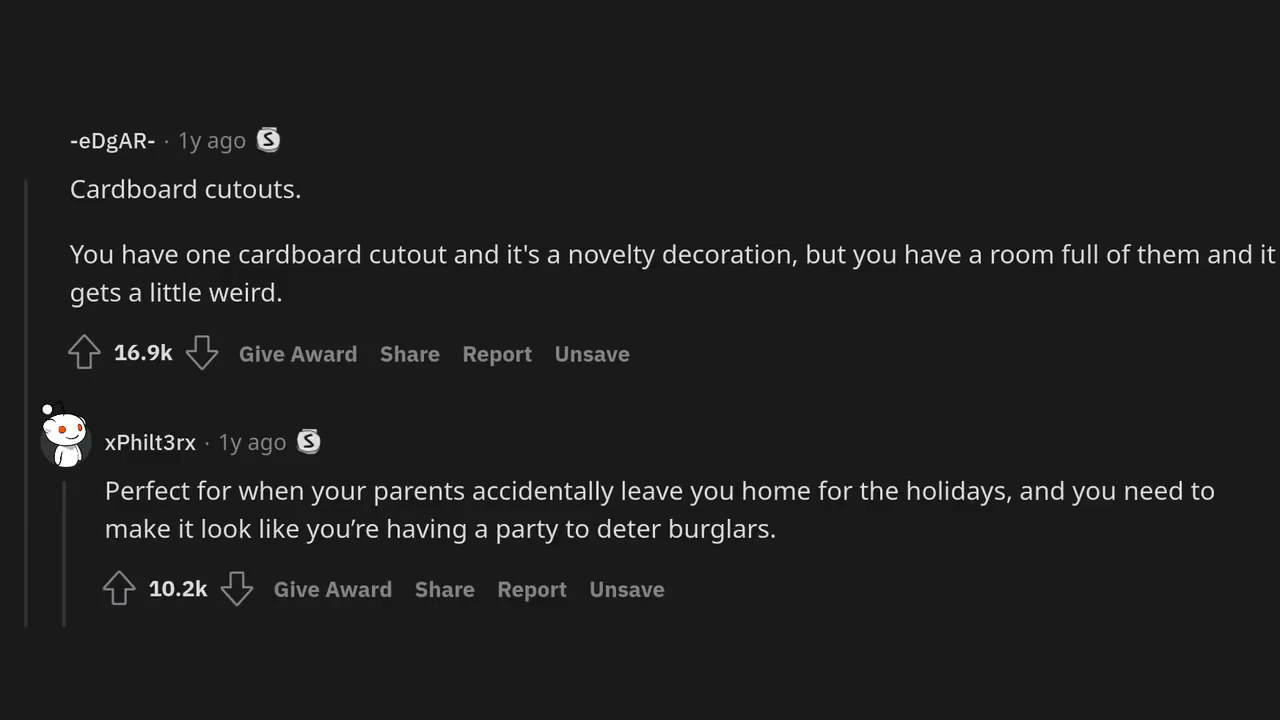 -eDgAR- · 1y ago S
Cardboard cutouts.
You have one cardboard cutout and it's a novelty decoration, but you have a room full of them and it
gets a little weird.
16.9k Give Award Share Report Unsave
xPhilt3rx · 1y ago S
Perfect for when your parents accidentally leave you home for the holidays, and you need to
make it look like you’re having a party to deter burglars.
10.2k Give Award Share Report Unsave